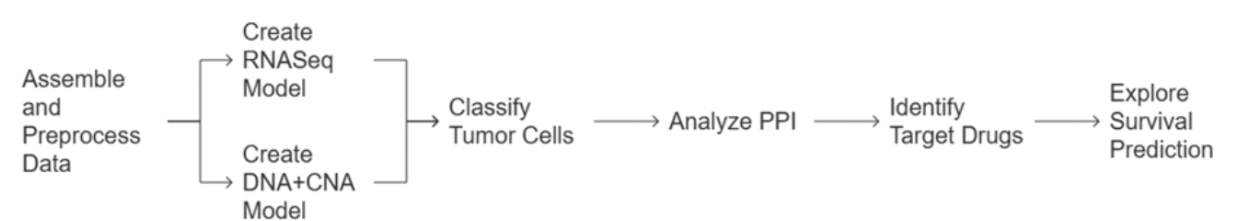 Assemble
and
Preprocess
Data
Create
RNASeq
Model
Create
DNA+CNA
Model
Classify
Tumor Cells
Analyze PPI
Identify
Target Drugs
Explore
Survival
Prediction